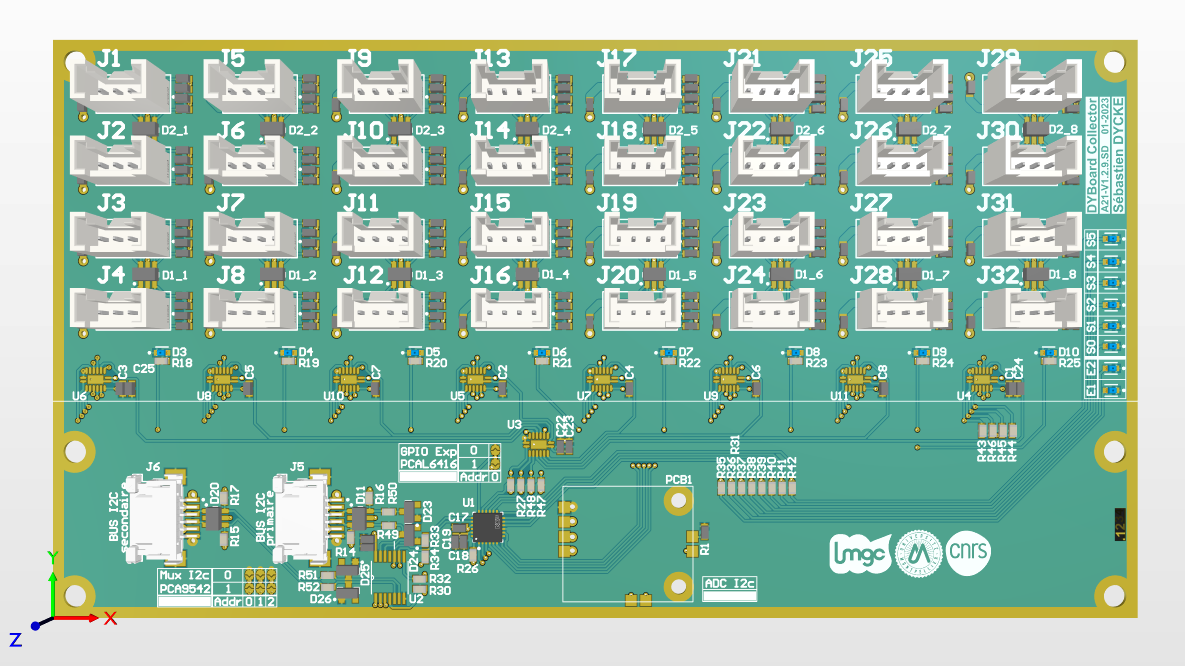 J1 J5 J9 J13 J17 J21 J25 J29
D2_1 D2_2 D2_3 D2_4 D2_5 D2_6 D2_7 D2_8
J2 J6 J10 J14 J18 J22 J26 J30
J3 J7 J11 J15 J19 J23 J27 J31
D1_1 D1_2 D1_3 D1_4 D1_5 D1_6 D1_7 D1_8
J4 J8 J12 J16 J20 J24 J28 J32
DYBoard Collector
A21-V1.2.9.SD 01-2023
Sébastien DYCKE
S5
S4
S3
S2
S1
S0
E2
E1
D3 D4 D5 D6 D7 D8 D9 D10
R18 R19 R20 R21 R22 R23 R24 R25
C3 C25 C5 C7 C2 C4 C6 C8 C24
U6 U8 U10 U5 U7 U9 U11 U4
U3
C22
C23
R43
R45
R44
R31
R35 R36 R38 R39 R40 R41 R42
GPIO Exp 0
PCAL6416 1
Addr 0
R27
R48
R47
J6
J5
BUS I2C
secondaire
BUS I2C
primaire
D20
R17
R15
D11
R16
R50
R49
R14
D23
R33
R34
D24
D25
U1
C17
C19
C18
R26
R51
R52
D26
R32
R30
U2
Mux I2c 0
PCA9542 1
Addr 0 1 2
PCB1
R1
ADC I2c
12
lmgc
M
cnrs
Y
X
Z